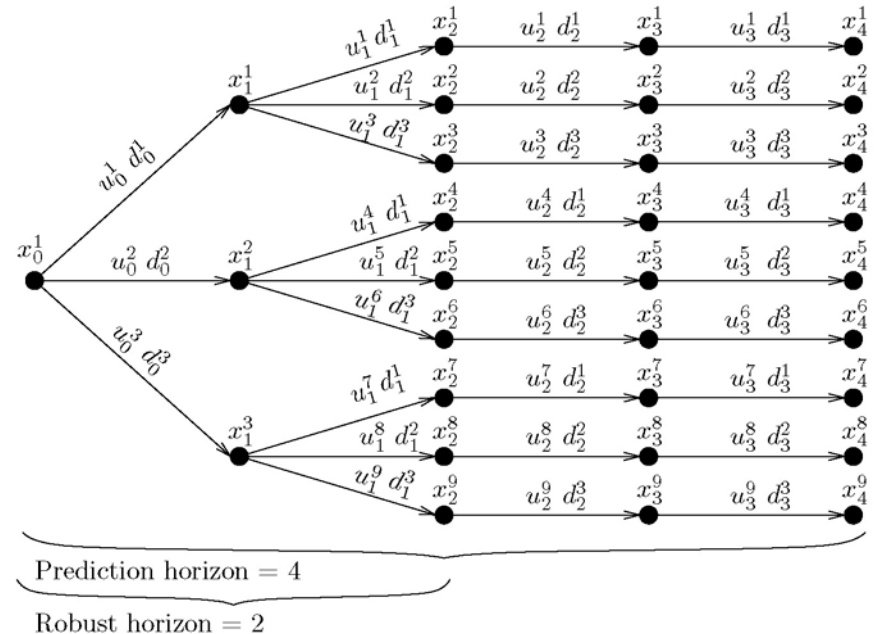 x_2^1 u_2^1 d_2^1 x_3^1 u_3^1 d_3^1 x_4^1
u_1^1 d_1^1
x_1^1 u_1^2 d_1^2 x_2^2 u_2^2 d_2^2 x_3^2 u_3^2 d_3^2 x_4^2
u_1^3 d_1^3 x_2^3 u_2^3 d_2^3 x_3^3 u_3^3 d_3^3 x_4^3
u_0^1 d_0^1
u_1^4 d_1^1 x_2^4 u_2^4 d_2^1 x_3^4 u_3^4 d_3^1 x_4^4
x_0^1 u_0^2 d_0^2 x_1^2 u_1^5 d_1^2 x_2^5 u_2^5 d_2^2 x_3^5 u_3^5 d_3^2 x_4^5
u_1^6 d_1^3 x_2^6 u_2^6 d_2^3 x_3^6 u_3^6 d_3^3 x_4^6
u_0^3 d_0^3
u_1^7 d_1^1 x_2^7 u_2^7 d_2^1 x_3^7 u_3^7 d_3^1 x_4^7
x_1^3 u_1^8 d_1^2 x_2^8 u_2^8 d_2^2 x_3^8 u_3^8 d_3^2 x_4^8
u_1^9 d_1^3 x_2^9 u_2^9 d_2^3 x_3^9 u_3^9 d_3^3 x_4^9
Prediction horizon = 4
Robust horizon = 2